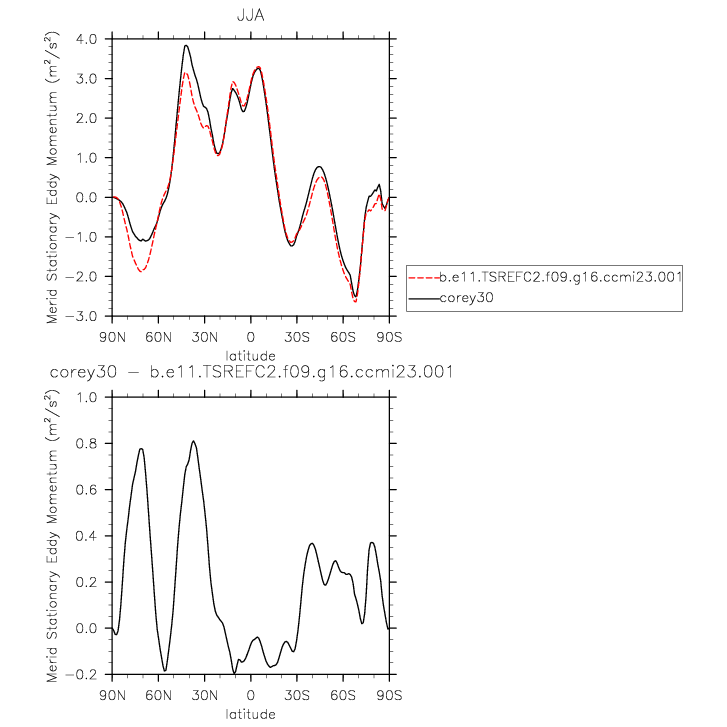 JJA
Merid Stationary Eddy Momentum (m²/s²)
4.0
3.0
2.0
1.0
0.0
−1.0
−2.0
−3.0
90N 60N 30N 0 30S 60S 90S
latitude
b.e11.TSREFC2.f09.g16.ccmi23.001
corey30
corey30 − b.e11.TSREFC2.f09.g16.ccmi23.001
Merid Stationary Eddy Momentum (m²/s²)
1.0
0.8
0.6
0.4
0.2
0.0
−0.2
90N 60N 30N 0 30S 60S 90S
latitude